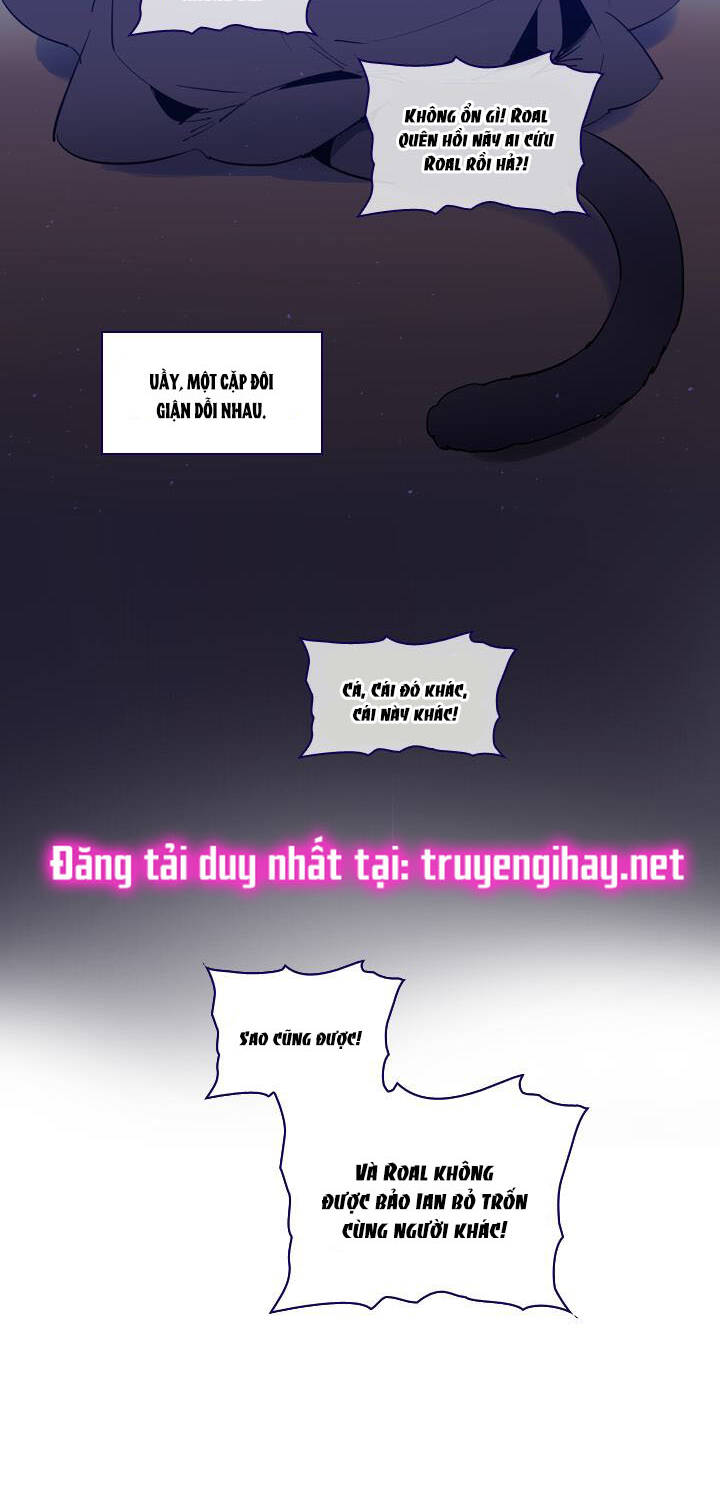 KHÔNG ỔN GÌ! ROAL
QUÊN HỒI NÃY AI CỨU
ROAL RỒI HẢ?!
UẦY, MỘT CẶP ĐÔI
GIẬN DỖI NHAU.
CÁ, CÁI ĐÓ KHÁC,
CÁI NÀY KHÁC!
Đăng tải duy nhất tại: truyengihay.net
SAO CŨNG ĐƯỢC!
VÀ ROAL KHÔNG
ĐƯỢC BẢO IAN BỎ TRỐN
CÙNG NGƯỜI KHÁC!